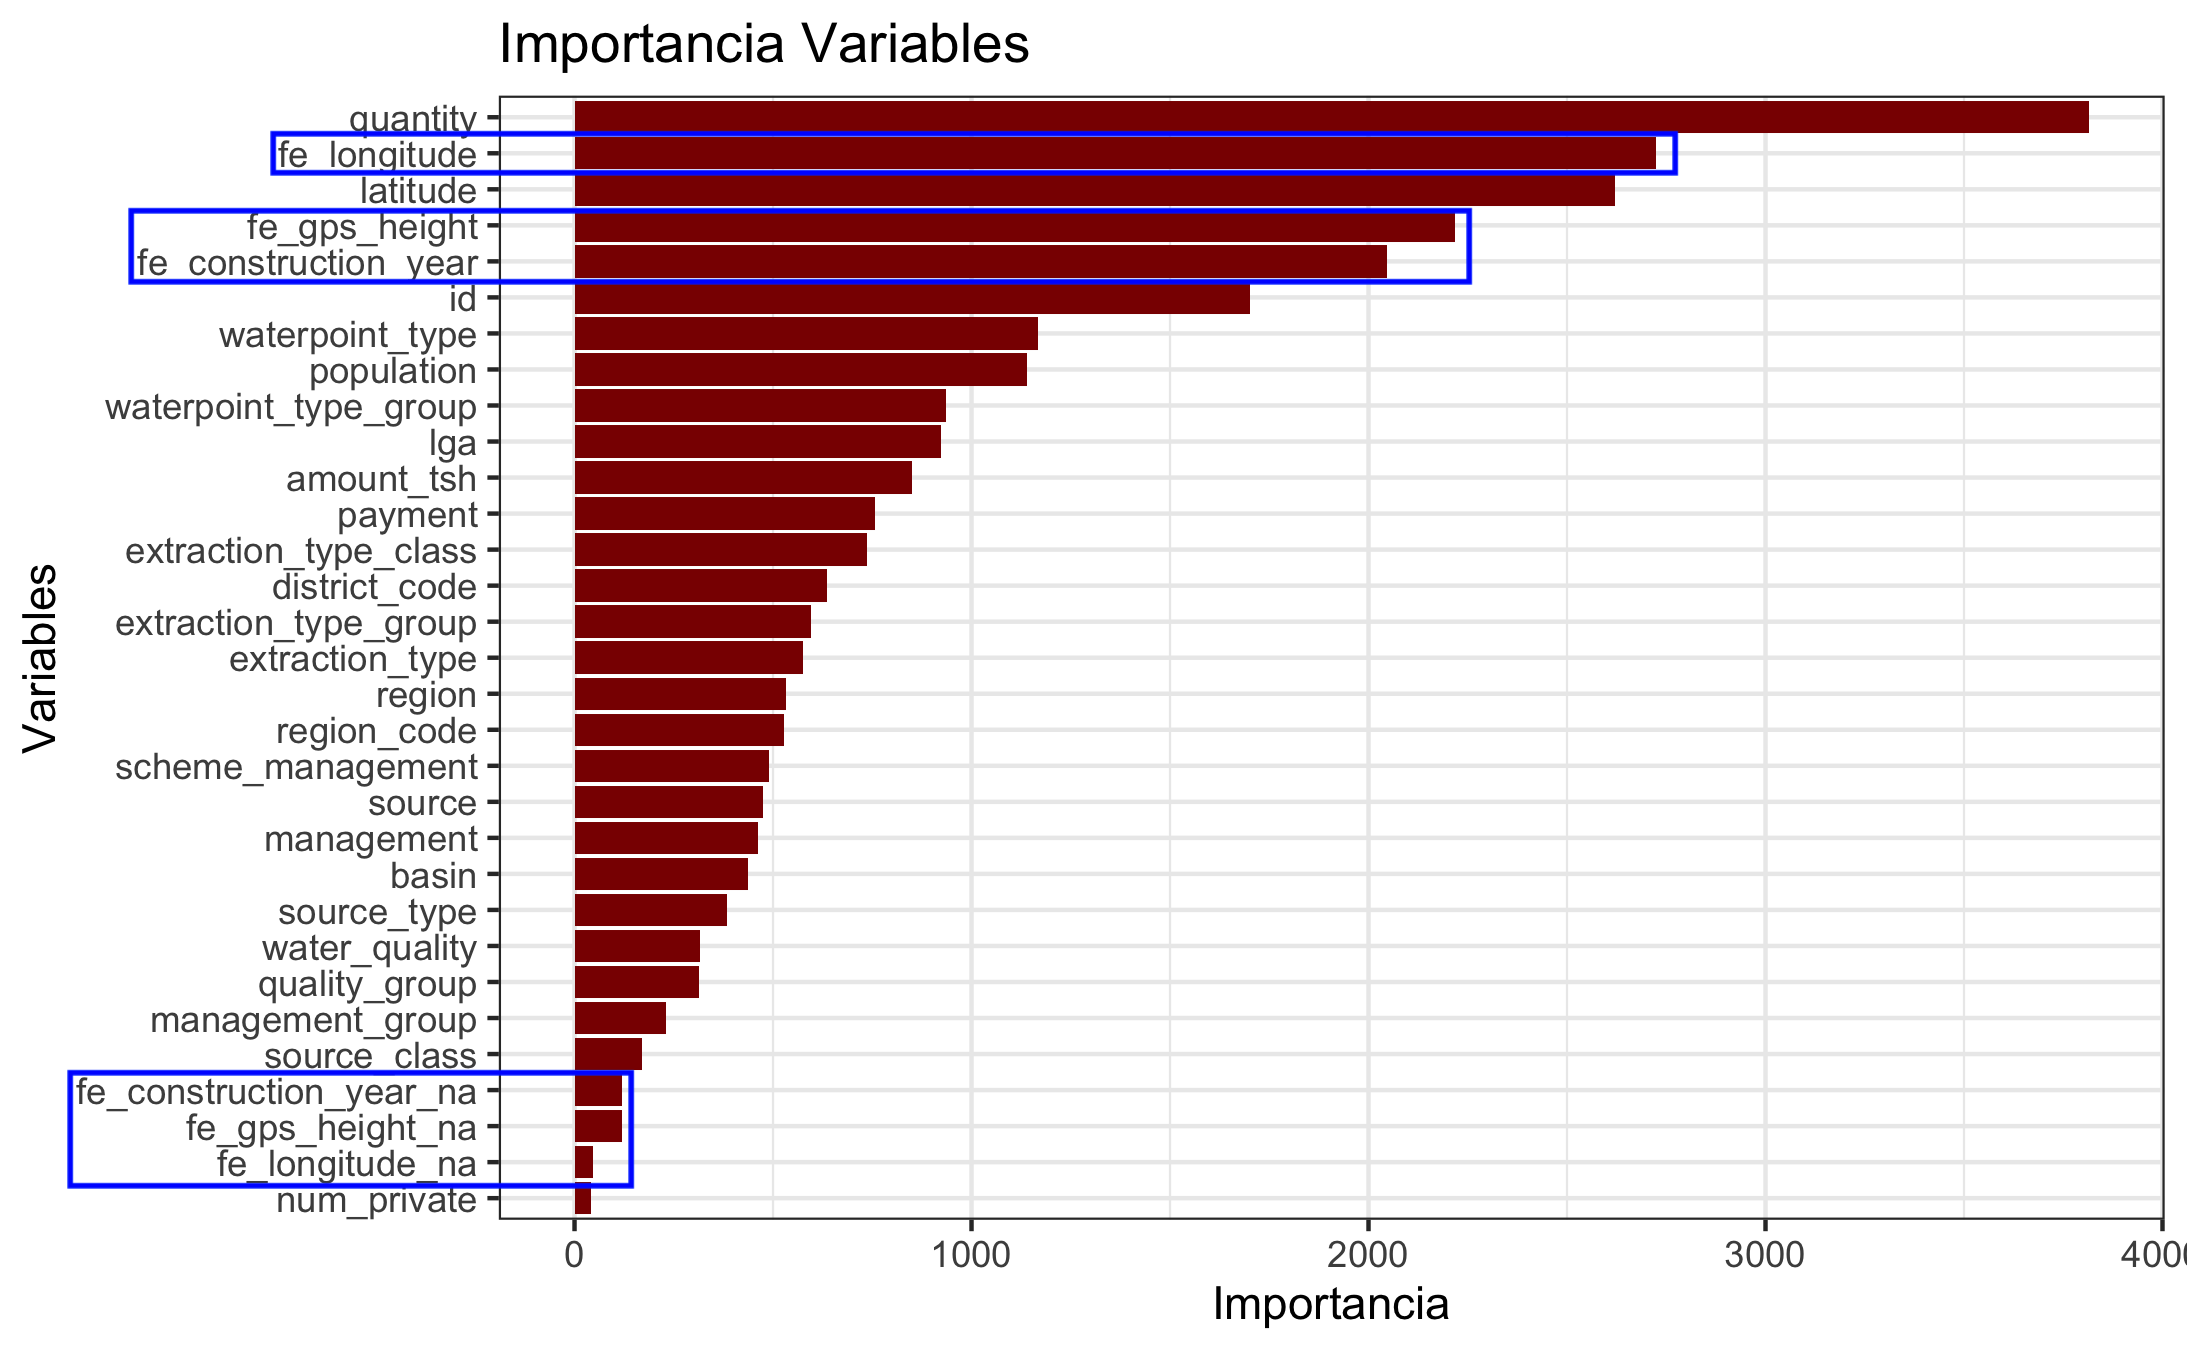 Importancia Variables
quantity
fe_longitude
latitude
fe_gps_height
fe_construction_year
id
waterpoint_type
population
waterpoint_type_group
lga
amount_tsh
payment
extraction_type_class
district_code
extraction_type_group
extraction_type
region
region_code
scheme_management
source
management
basin
source_type
water_quality
quality_group
management_group
source_class
fe_construction_year_na
fe_gps_height_na
fe_longitude_na
num_private
Variables
0 1000 2000 3000 400
Importancia